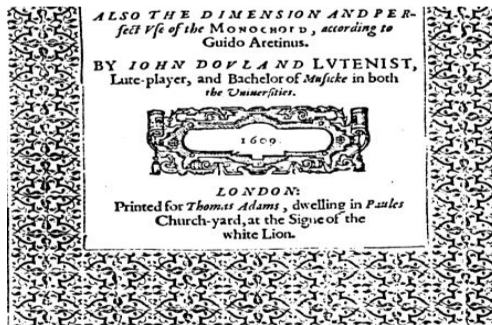 ALSO THE DIMENSION AND PER-
fect Vſe of the MONOCHORD, according to
Guido Aretinus.
BY IOHN DOVLAND LVTENIST,
Lute-player, and Bachelor of Muſicke in both
the Vniuerſities.
1609.
LONDON:
Printed for Thomas Adams, dwelling in Paules
Church-yard, at the Signe of the
white Lion.